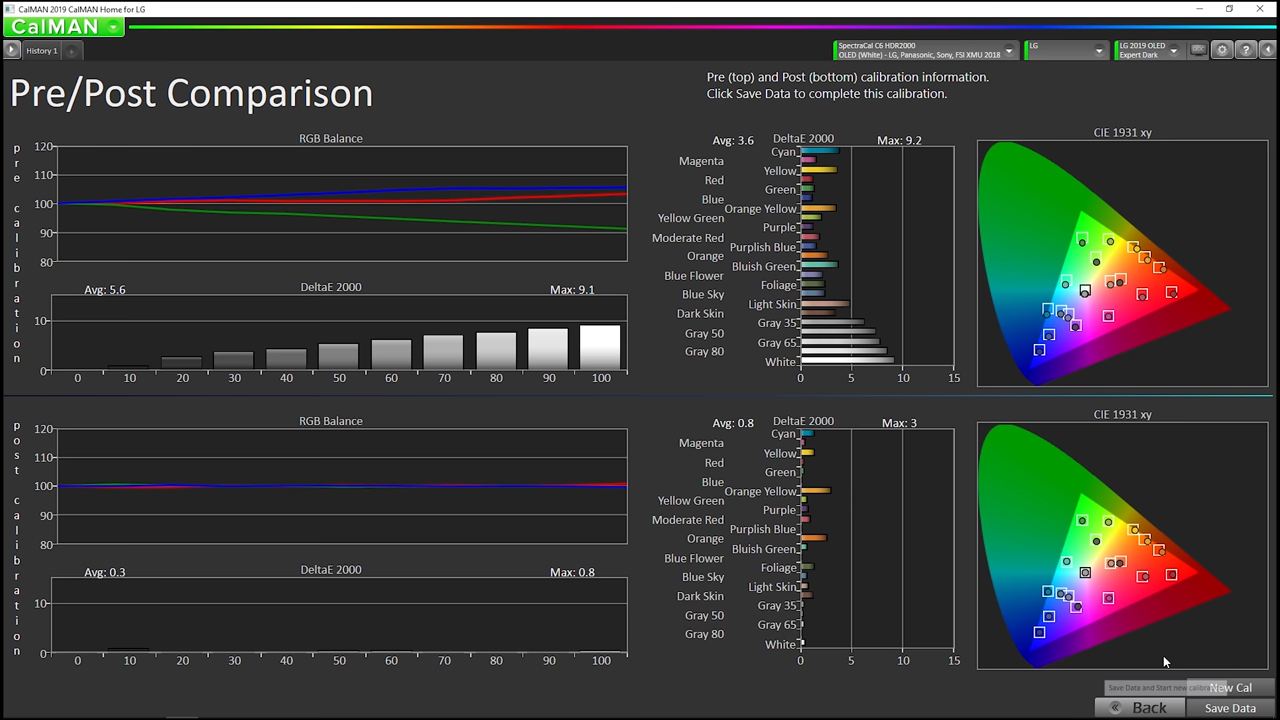 CalMAN 2019 CalMAN Home for LG
CalMAN
History 1
SpectraCal C6 HDR2000
OLED (White) - LG, Panasonic, Sony, FSI XMU 2018
LG
LG 2019 OLED
Expert Dark
Pre/Post Comparison
Pre (top) and Post (bottom) calibration information.
Click Save Data to complete this calibration.
pre calibration
RGB Balance
120
110
100
90
80
Avg: 5.6
DeltaE 2000
Max: 9.1
10
0
0 10 20 30 40 50 60 70 80 90 100
Avg: 3.6
DeltaE 2000
Max: 9.2
Cyan
Magenta
Yellow
Red
Green
Blue
Orange Yellow
Yellow Green
Purple
Moderate Red
Purplish Blue
Orange
Bluish Green
Blue Flower
Foliage
Blue Sky
Light Skin
Dark Skin
Gray 35
Gray 50
Gray 65
Gray 80
White
0 5 10 15
CIE 1931 xy
post calibration
RGB Balance
120
110
100
90
80
Avg: 0.3
DeltaE 2000
Max: 0.8
10
0
0 10 20 30 40 50 60 70 80 90 100
Avg: 0.8
DeltaE 2000
Max: 3
Cyan
Magenta
Yellow
Red
Green
Blue
Orange Yellow
Yellow Green
Purple
Moderate Red
Purplish Blue
Orange
Bluish Green
Blue Flower
Foliage
Blue Sky
Light Skin
Dark Skin
Gray 35
Gray 50
Gray 65
Gray 80
White
0 5 10 15
CIE 1931 xy
Save Data and Start new
New Cal
Back
Save Data